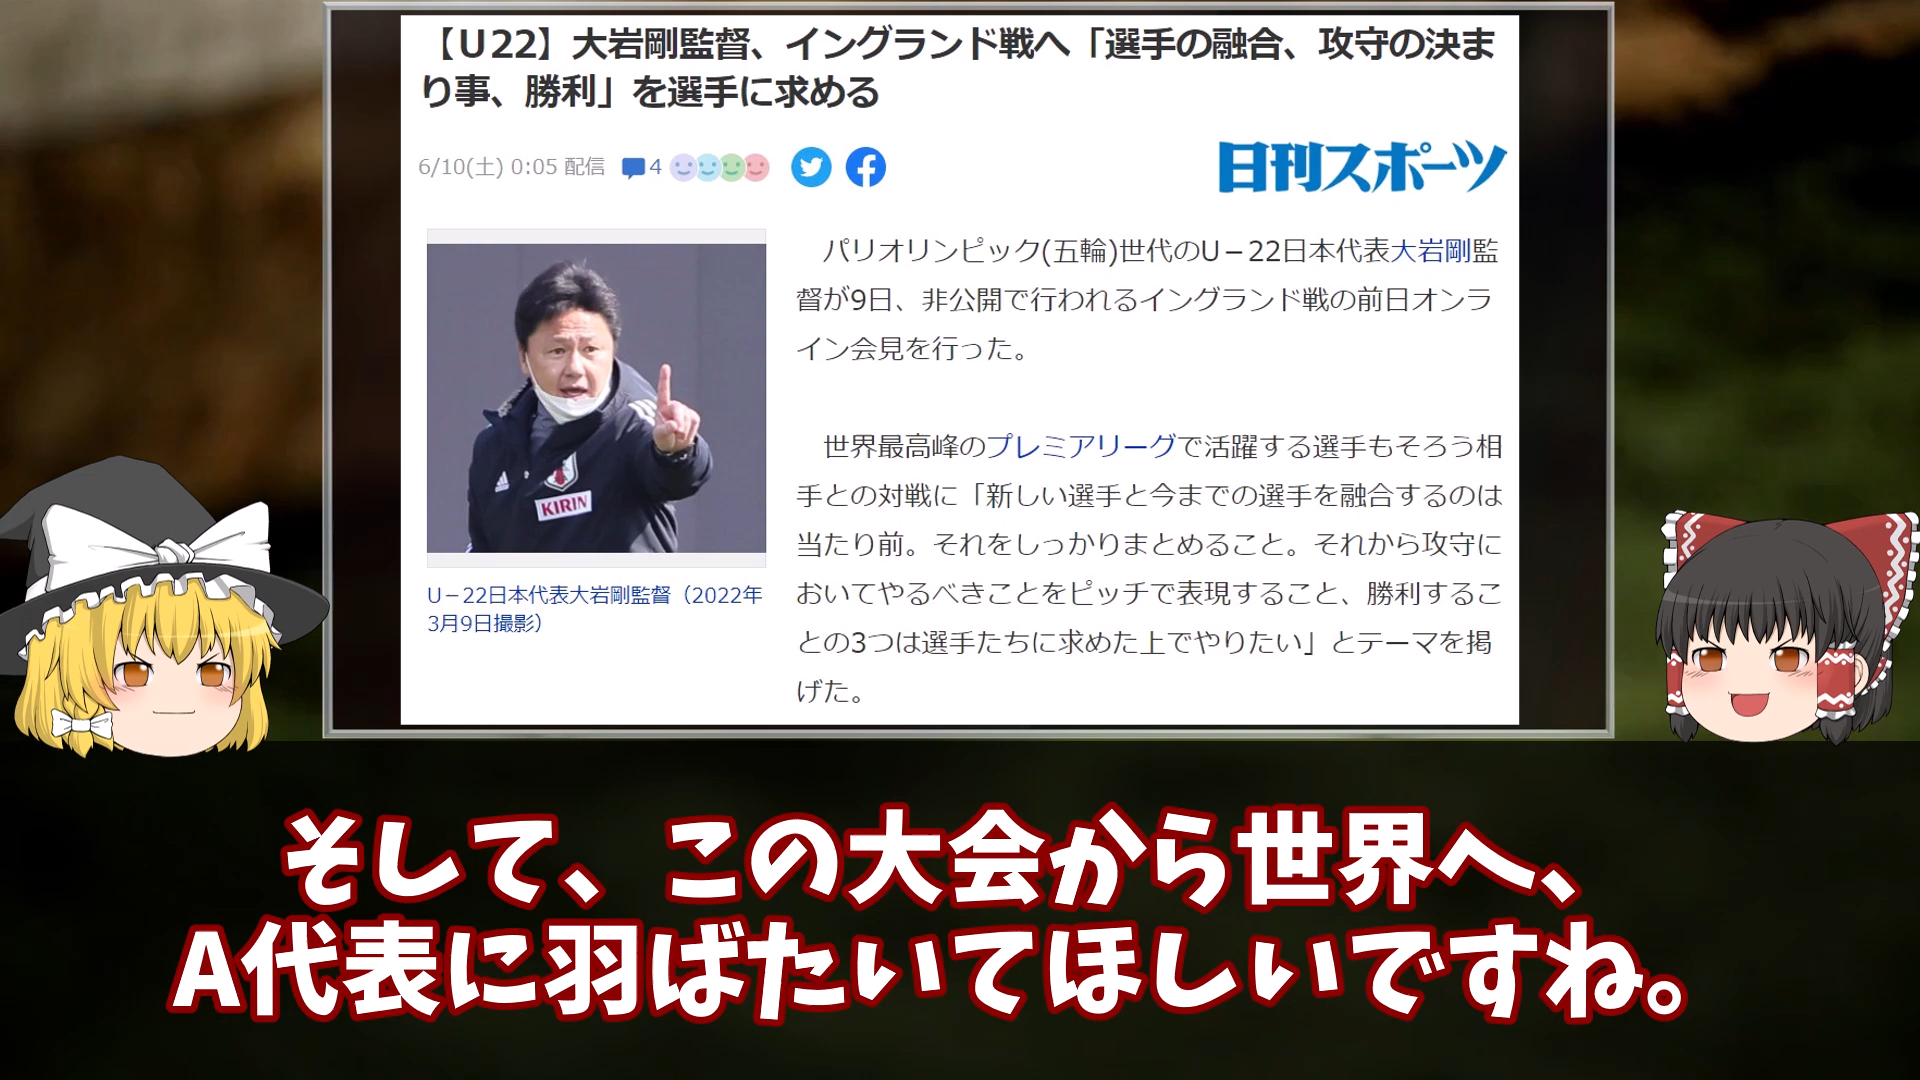 【U22】大岩剛監督、イングランド戦へ「選手の融合、攻守の決ま
り事、勝利」を選手に求める
6/10(土) 0:05 配信 4
日刊スポーツ
パリオリンピック(五輪)世代のU－22日本代表大岩剛監
督が9日、非公開で行われるイングランド戦の前日オンラ
イン会見を行った。
世界最高峰のプレミアリーグで活躍する選手もそろう相
手との対戦に「新しい選手と今までの選手を融合するのは
当たり前。それをしっかりまとめること。それから攻守に
おいてやるべきことをピッチで表現すること、勝利するこ
との3つは選手たちに求めた上でやりたい」とテーマを掲
げた。
KIRIN
U－22日本代表大岩剛監督（2022年
3月9日撮影）
そして、この大会から世界へ、
A代表に羽ばたいてほしいですね。